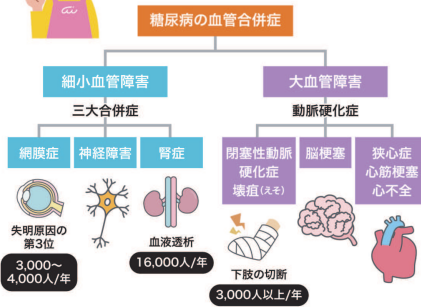 糖尿病の血管合併症
細小血管障害
大血管障害
三大合併症
動脈硬化症
網膜症
神経障害
腎症
閉塞性動脈
硬化症
壊疽(えそ)
脳梗塞
狭心症
心筋梗塞
心不全
失明原因の
第3位
3,000〜
4,000人/年
血液透析
16,000人/年
下肢の切断
3,000人以上/年